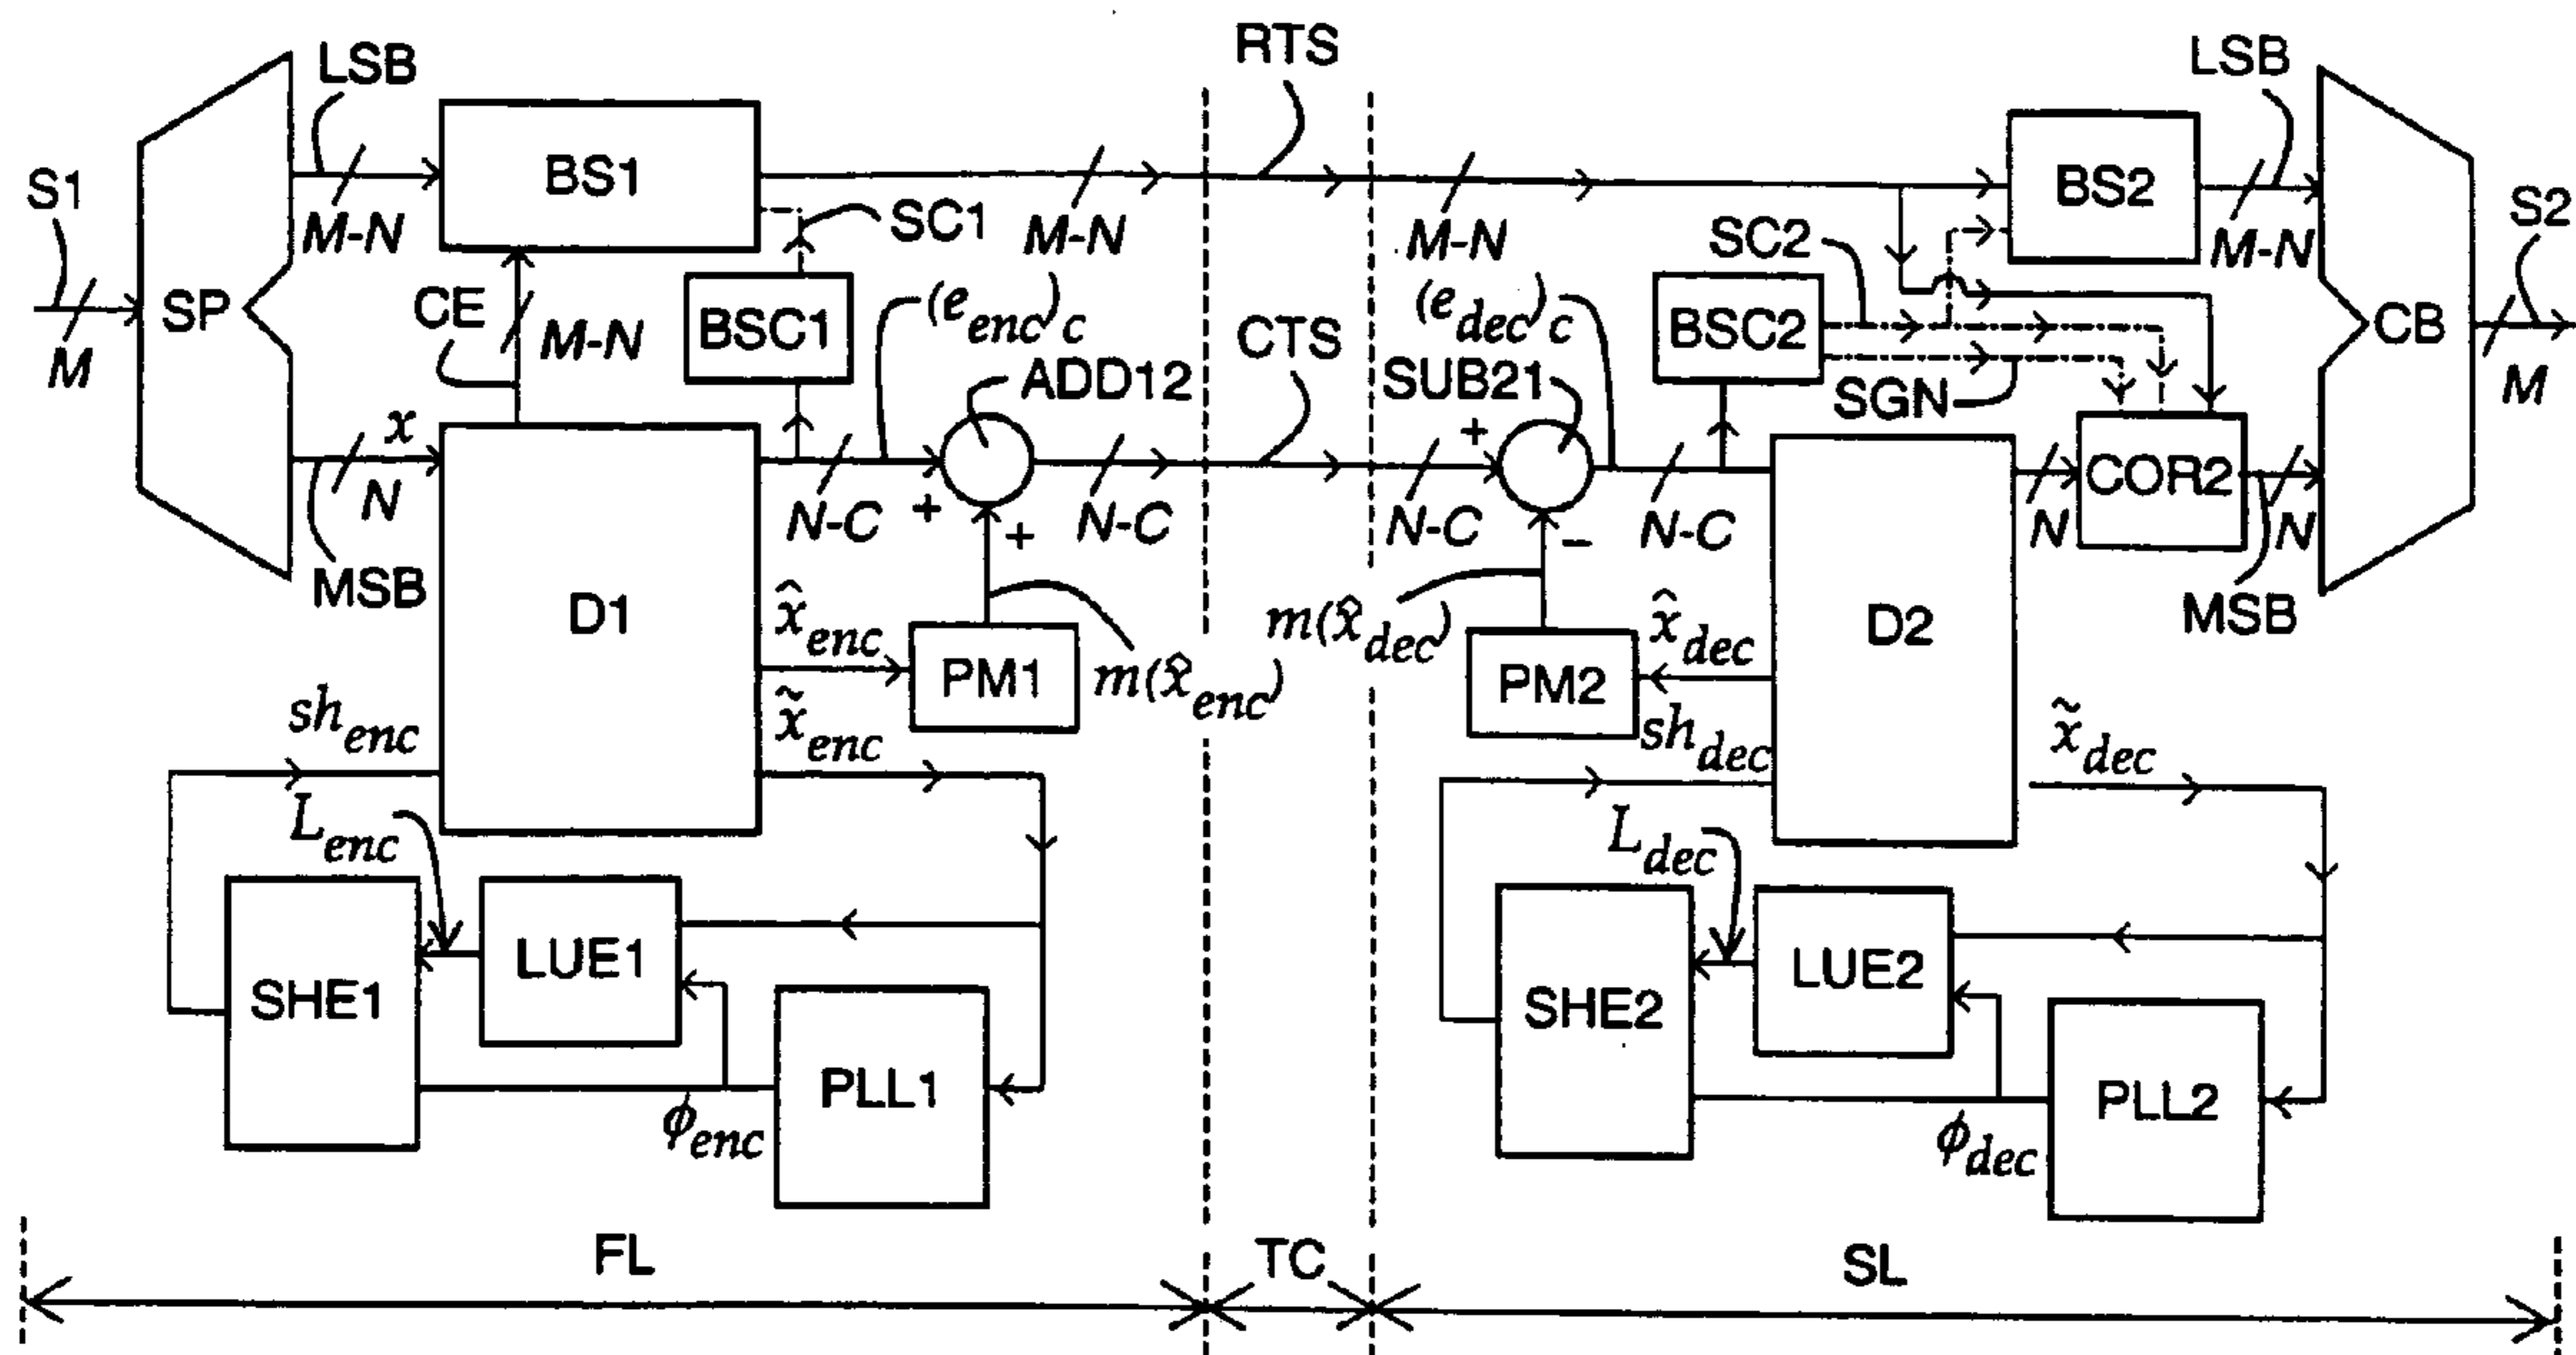 RTS
LSB
LSB
S1
BS1
BS2
S2
M-N
SC1
M-N
M-N
SC2
M-N
SP
CE
M-N
BSC1
(e_enc)_c
CTS
(e_dec)_c
BSC2
CB
M
ADD12
SUB21
SGN
M
x
+
COR2
N
N-C
+
N-C
N-C
N-C
N
N
MSB
+
-
MSB
D1
x̂_enc
PM1
m(x̂_enc)
m(x̂_dec)
x̂_dec
D2
PM2
sh_enc
x̃_enc
sh_dec
x̃_dec
L_enc
L_dec
SHE1
LUE1
SHE2
LUE2
PLL1
PLL2
ϕ_enc
ϕ_dec
FL
TC
SL